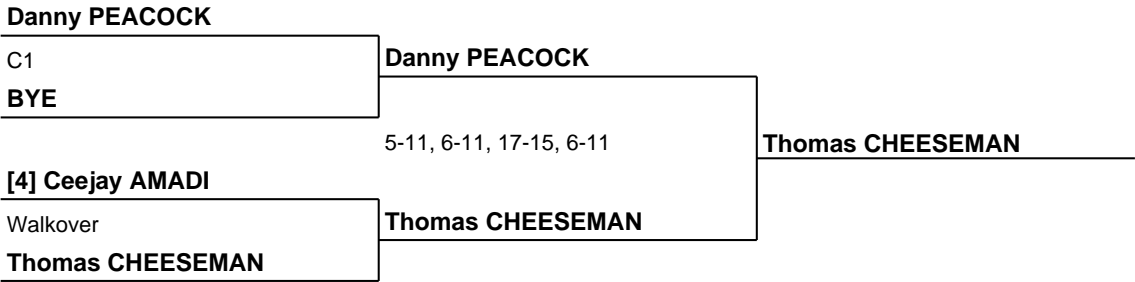 Danny PEACOCK
C1
Danny PEACOCK
BYE
5-11, 6-11, 17-15, 6-11
Thomas CHEESEMAN
[4] Ceejay AMADI
Walkover
Thomas CHEESEMAN
Thomas CHEESEMAN